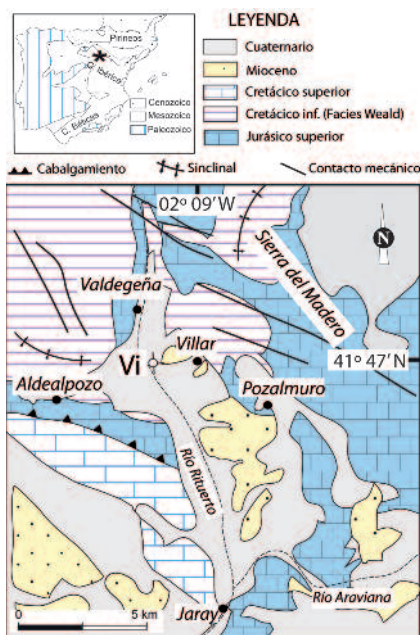 Pirineos
C. Ibérica
C. Béticas
Cenozoico
Mesozoico
Paleozoico
LEYENDA
Cuaternario
Mioceno
Cretácico superior
Cretácico inf. (Facies Weald)
Jurásico superior
Cabalgamiento
Sinclinal
Contacto mecánico
02º 09’W
N
Sierra del Madero
Valdegeña
Villar
Vi
41º 47’N
Aldealpozo
Pozalmuro
Río Rituerto
Río Araviana
Jaray
0
5 km